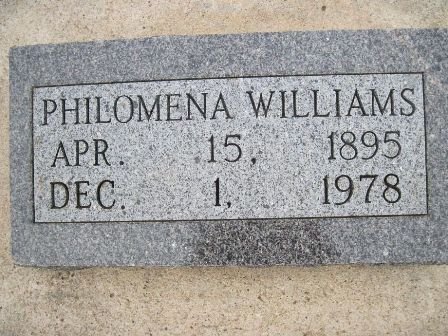 PHILOMENA WILLIAMS
APR. 15, 1895
DEC. 1, 1978